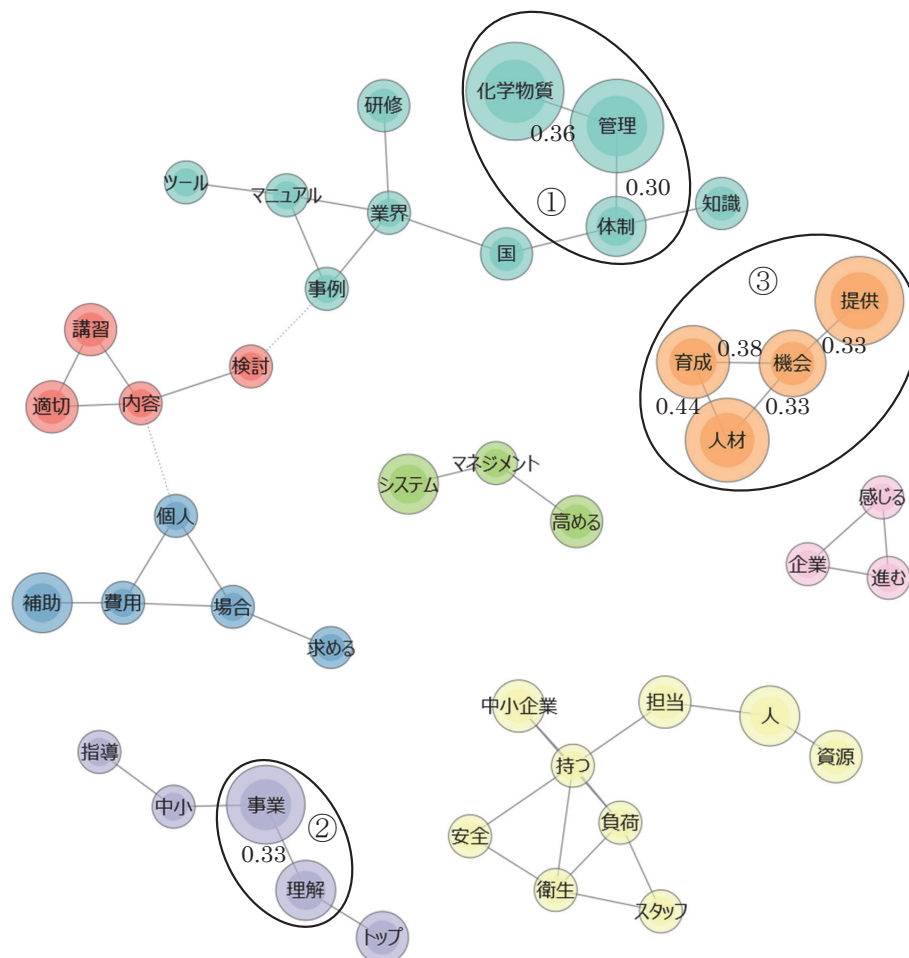 化学物質
研修
管理
0.36
ツール
マニュアル
0.30
業界
①
知識
体制
国
事例
③
提供
講習
検討
育成
0.38
機会
0.33
適切
内容
0.44
0.33
人材
マネジメント
システム
感じる
個人
高める
企業
進む
補助
費用
場合
求める
中小企業
担当
人
指導
持つ
資源
中小
事業
②
安全
負荷
0.33
理解
衛生
スタッフ
トップ